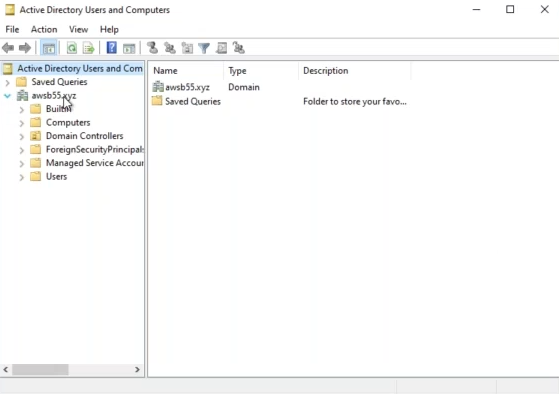 Active Directory Users and Computers
File Action View Help
Active Directory Users and Com
Saved Queries
awsb55.xyz
Builtin
Computers
Domain Controllers
ForeignSecurityPrincipals
Managed Service Accour
Users
Name Type Description
awsb55.xyz Domain
Saved Queries Folder to store your favo...